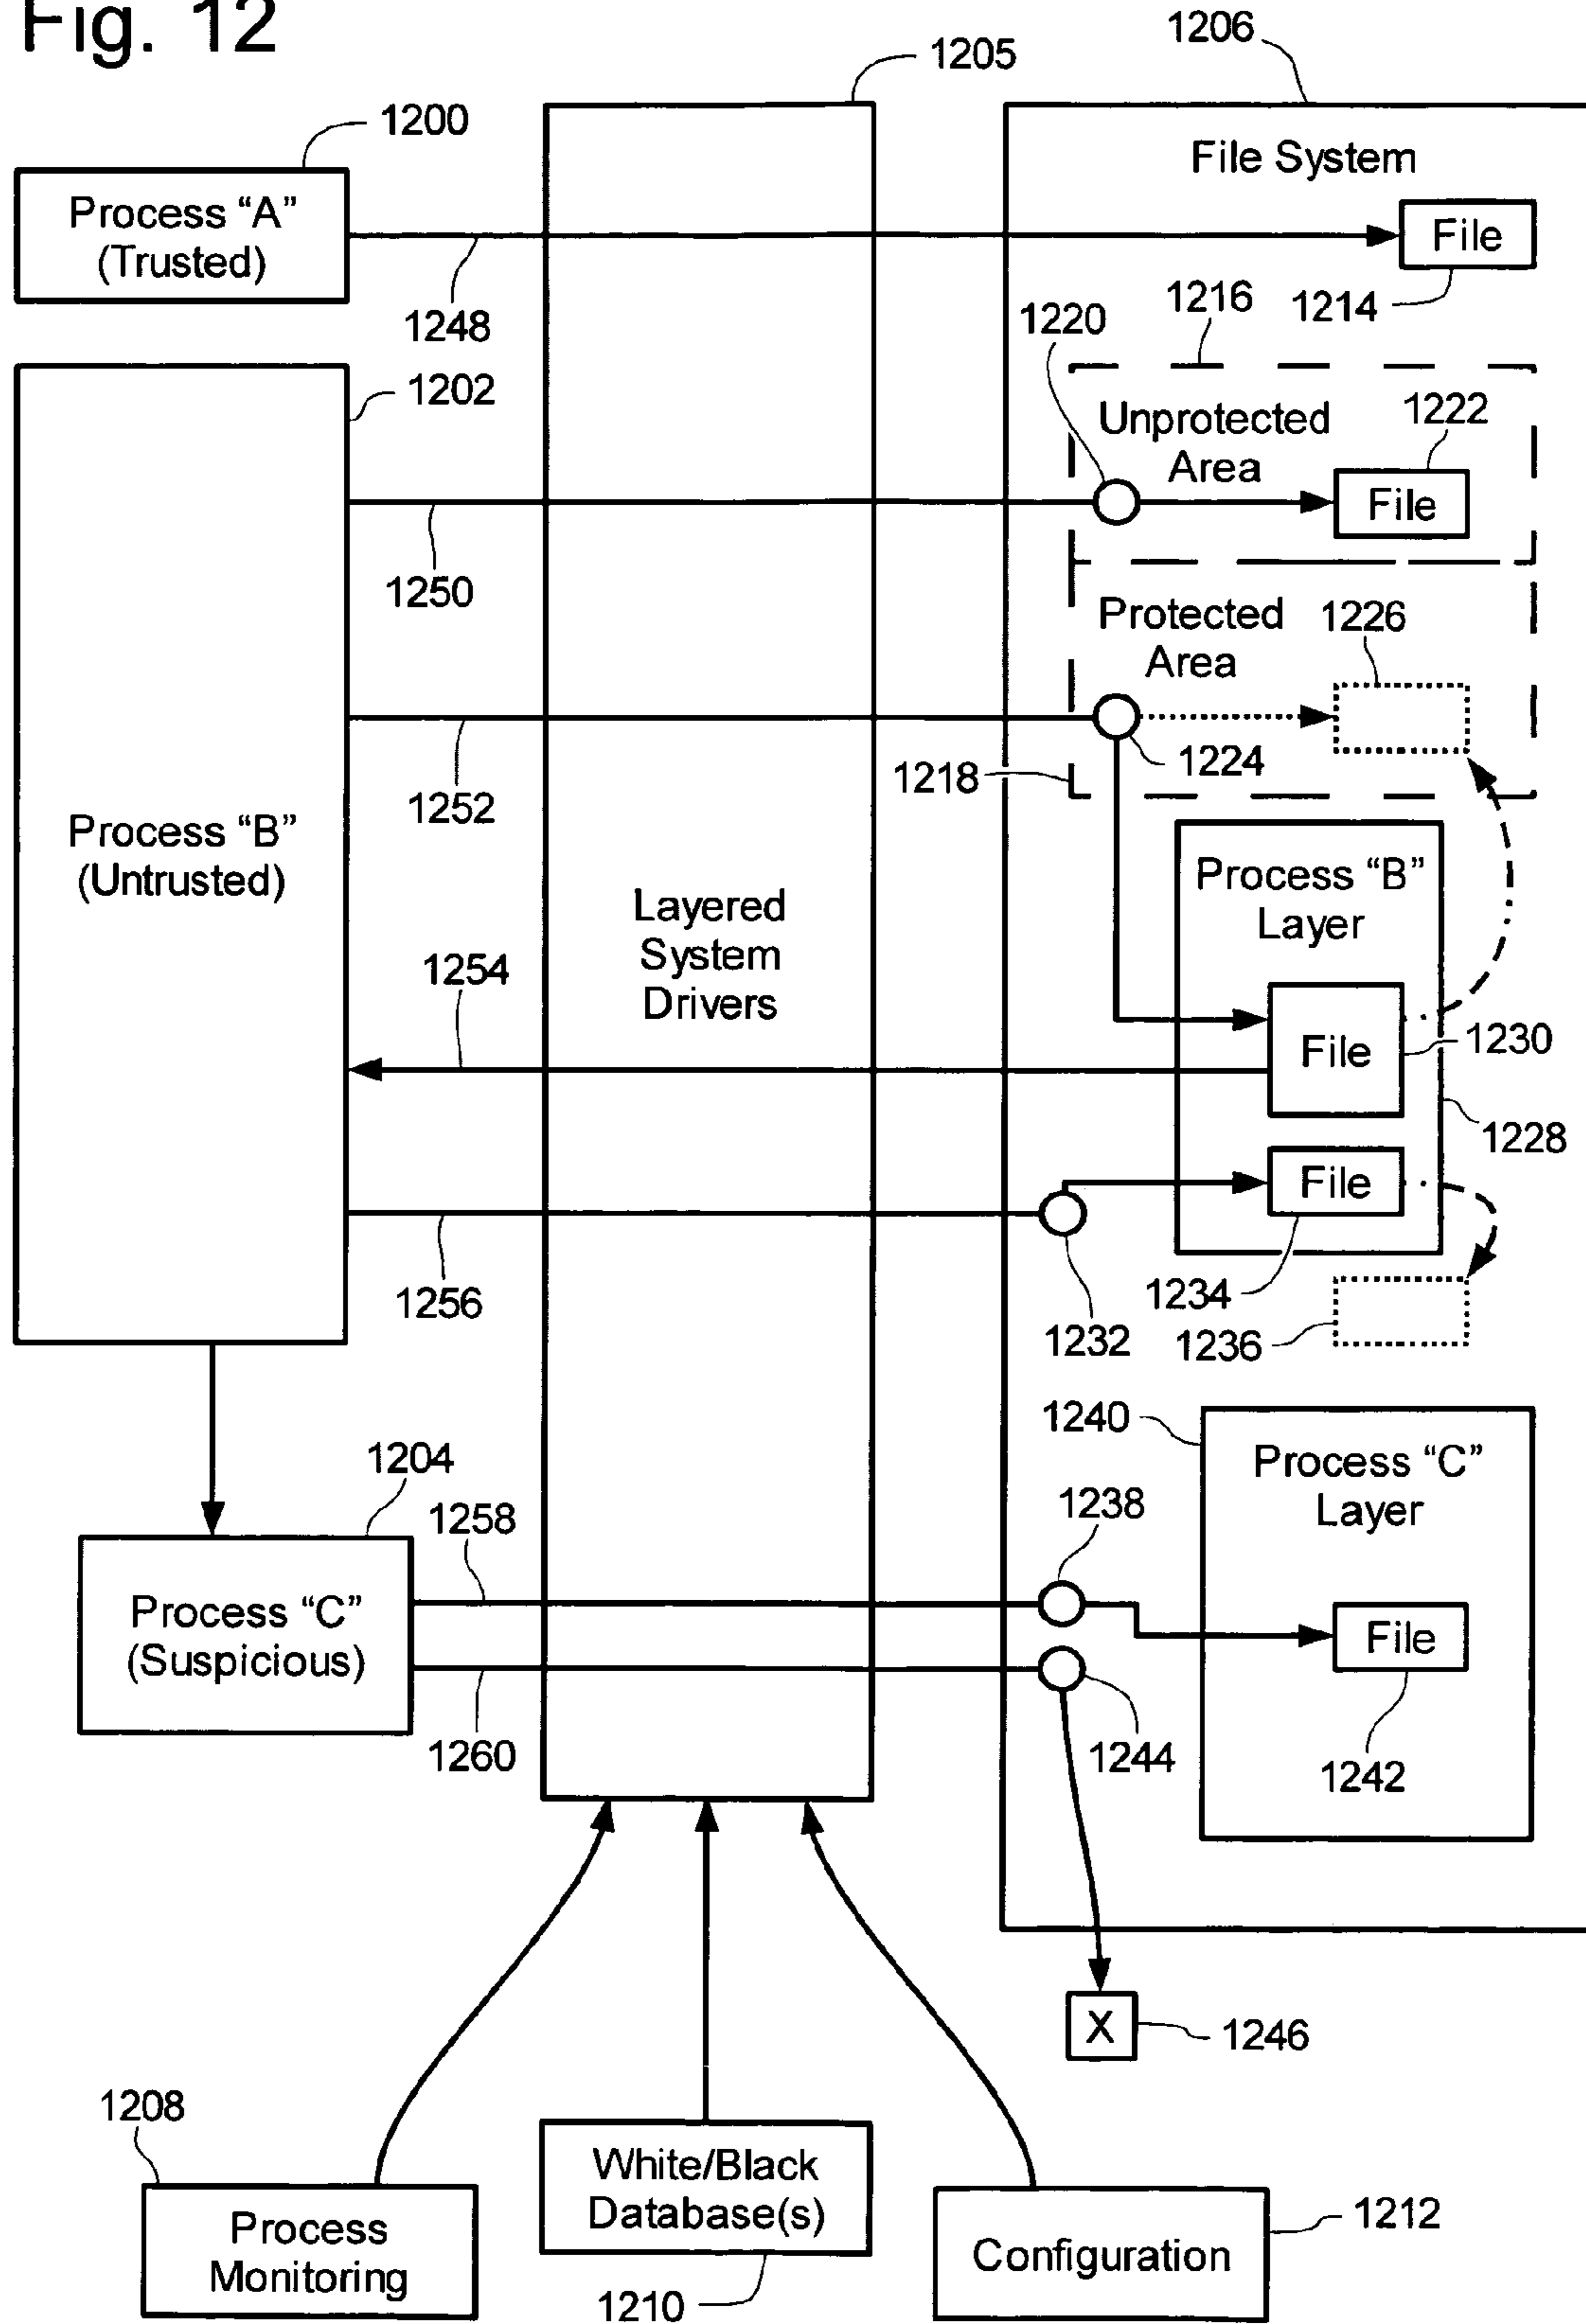 Fig. 12
1206
1205
1200
File System
Process “A”
(Trusted)
File
1248
1214
1216
1220
1202
1222
Unprotected
Area
File
1250
Protected
Area
1226
1224
1218
1252
Process “B”
(Untrusted)
Process “B”
Layer
Layered
System
Drivers
1254
File
1230
1228
File
1256
1234
1232
1236
1240
1204
Process “C”
Layer
1258
1238
Process “C”
(Suspicious)
File
1260
1244
1242
X
1246
1208
White/Black
Database(s)
1212
Process
Monitoring
Configuration
1210